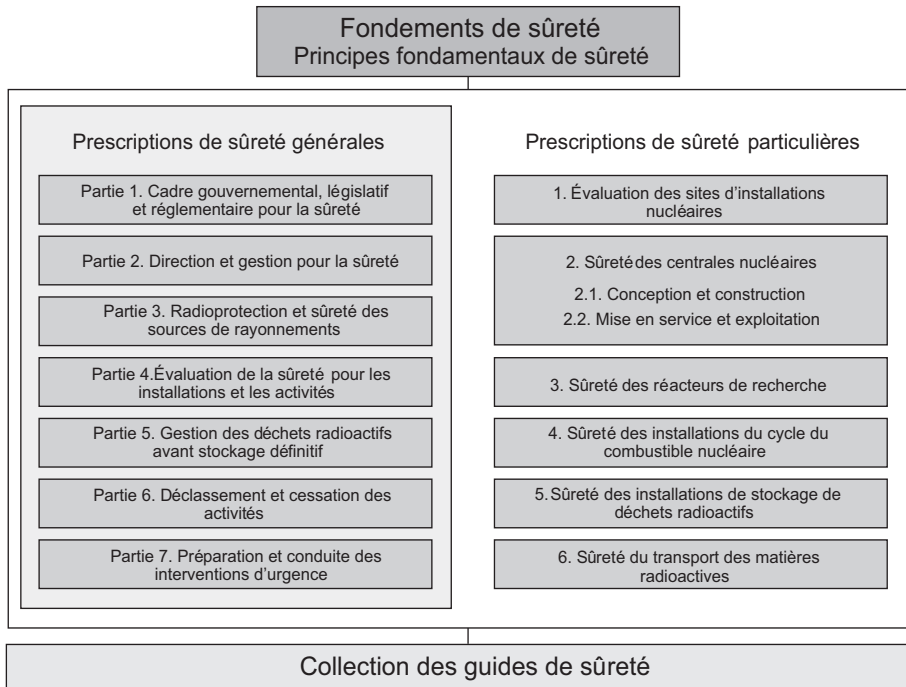 Fondements de sûreté
Principes fondamentaux de sûreté
Prescriptions de sûreté générales
Partie 1. Cadre gouvernemental, législatif
et réglementaire pour la sûreté
Partie 2. Direction et gestion pour la sûreté
Partie 3. Radioprotection et sûreté des
sources de rayonnements
Partie 4.Évaluation de la sûreté pour les
installations et les activités
Partie 5. Gestion des déchets radioactifs
avant stockage définitif
Partie 6. Déclassement et cessation des
activités
Partie 7. Préparation et conduite des
interventions d’urgence
Prescriptions de sûreté particulières
1. Évaluation des sites d’installations
nucléaires
2. Sûreté des centrales nucléaires
2.1. Conception et construction
2.2. Mise en service et exploitation
3. Sûreté des réacteurs de recherche
4. Sûreté des installations du cycle du
combustible nucléaire
5. Sûreté des installations de stockage de
déchets radioactifs
6. Sûreté du transport des matières
radioactives
Collection des guides de sûreté